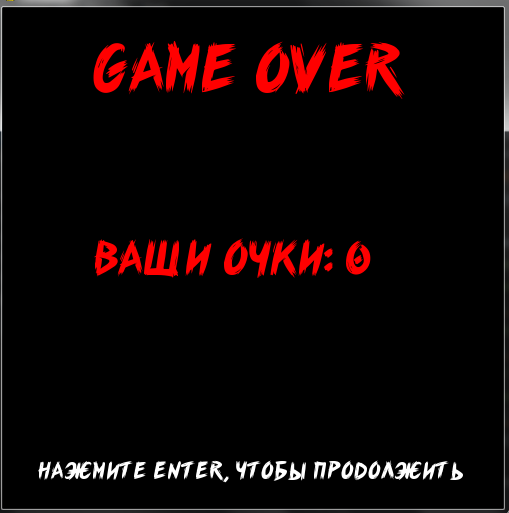 GAME OVER
ВАШИ ОЧКИ: 0
НАЖМИТЕ ENTER, ЧТОБЫ ПРОДОЛЖИТЬ